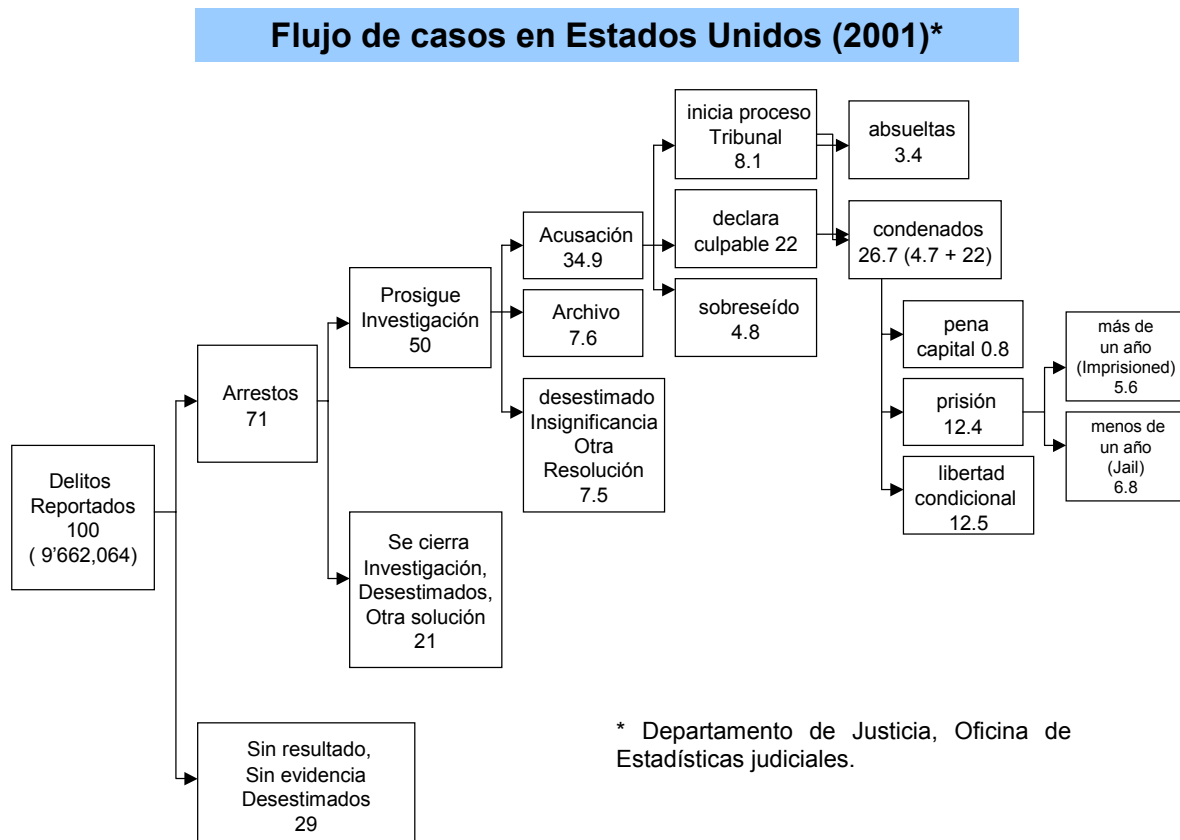 Flujo de casos en Estados Unidos (2001)*
inicia proceso
Tribunal
8.1
absueltas
3.4
Acusación
34.9
declara
culpable 22
condenados
26.7 (4.7 + 22)
Prosigue
Investigación
50
Archivo
7.6
sobreseído
4.8
pena
capital 0.8
más de
un año
(Imprisioned)
5.6
Arrestos
71
desestimado
Insignificancia
Otra
Resolución
7.5
prisión
12.4
menos de
un año
(Jail)
6.8
Delitos
Reportados
100
( 9’662,064)
libertad
condicional
12.5
Se cierra
Investigación,
Desestimados,
Otra solución
21
Sin resultado,
Sin evidencia
Desestimados
29
* Departamento de Justicia, Oficina de
Estadísticas judiciales.